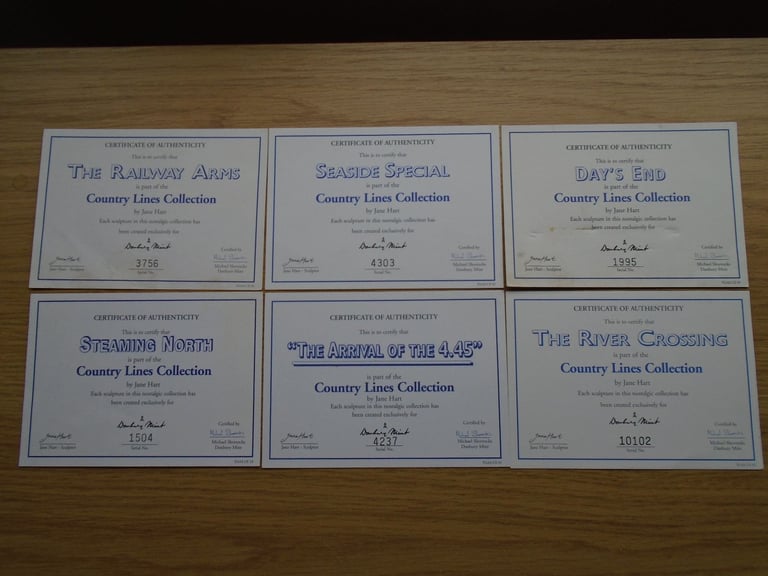 CERTIFICATE OF AUTHENTICITY
This is to certify that
THE RAILWAY ARMS
is part of the
Country Lines Collection
by Jane Hart
Each sculpture in this nostalgic collection has
been created exclusively for
Danbury Mint
Jane Hart
3756
Certified by
Jane Hart - Sculptor
Serial No.
Danbury Mint
CERTIFICATE OF AUTHENTICITY
This is to certify that
SEASIDE SPECIAL
is part of the
Country Lines Collection
by Jane Hart
Each sculpture in this nostalgic collection has
been created exclusively for
Danbury Mint
Jane Hart
4303
Certified by
Jane Hart - Sculptor
Serial No.
Danbury Mint
CERTIFICATE OF AUTHENTICITY
This is to certify that
DAY'S END
is part of the
Country Lines Collection
by Jane Hart
Each sculpture in this nostalgic collection has
been created exclusively for
Danbury Mint
Jane Hart
1995
Certified by
Jane Hart - Sculptor
Serial No.
Danbury Mint
CERTIFICATE OF AUTHENTICITY
This is to certify that
STEAMING NORTH
is part of the
Country Lines Collection
by Jane Hart
Each sculpture in this nostalgic collection has
been created exclusively for
Danbury Mint
Jane Hart
1504
Certified by
Jane Hart - Sculptor
Serial No.
Danbury Mint
CERTIFICATE OF AUTHENTICITY
This is to certify that
"THE ARRIVAL OF THE 4.45"
is part of the
Country Lines Collection
by Jane Hart
Each sculpture in this nostalgic collection has
been created exclusively for
Danbury Mint
Jane Hart
4237
Certified by
Jane Hart - Sculptor
Serial No.
Danbury Mint
CERTIFICATE OF AUTHENTICITY
This is to certify that
THE RIVER CROSSING
is part of the
Country Lines Collection
by Jane Hart
Each sculpture in this nostalgic collection has
been created exclusively for
Danbury Mint
Jane Hart
10102
Certified by
Jane Hart - Sculptor
Serial No.
Danbury Mint